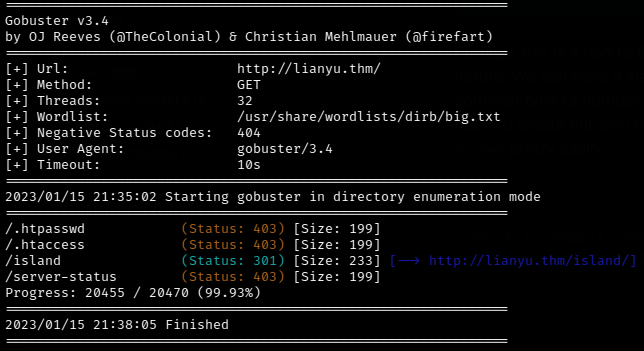 ===============================================================
Gobuster v3.4
by OJ Reeves (@TheColonial) & Christian Mehlmauer (@firefart)
===============================================================
[+] Url:                     http://lianyu.thm/
[+] Method:                  GET
[+] Threads:                 32
[+] Wordlist:                /usr/share/wordlists/dirb/big.txt
[+] Negative Status codes:   404
[+] User Agent:              gobuster/3.4
[+] Timeout:                 10s
===============================================================
2023/01/15 21:35:02 Starting gobuster in directory enumeration mode
===============================================================
/.htpasswd            (Status: 403) [Size: 199]
/.htaccess            (Status: 403) [Size: 199]
/island               (Status: 301) [Size: 233] [--> http://lianyu.thm/island/]
/server-status        (Status: 403) [Size: 199]
Progress: 20455 / 20470 (99.93%)
===============================================================
2023/01/15 21:38:05 Finished
===============================================================